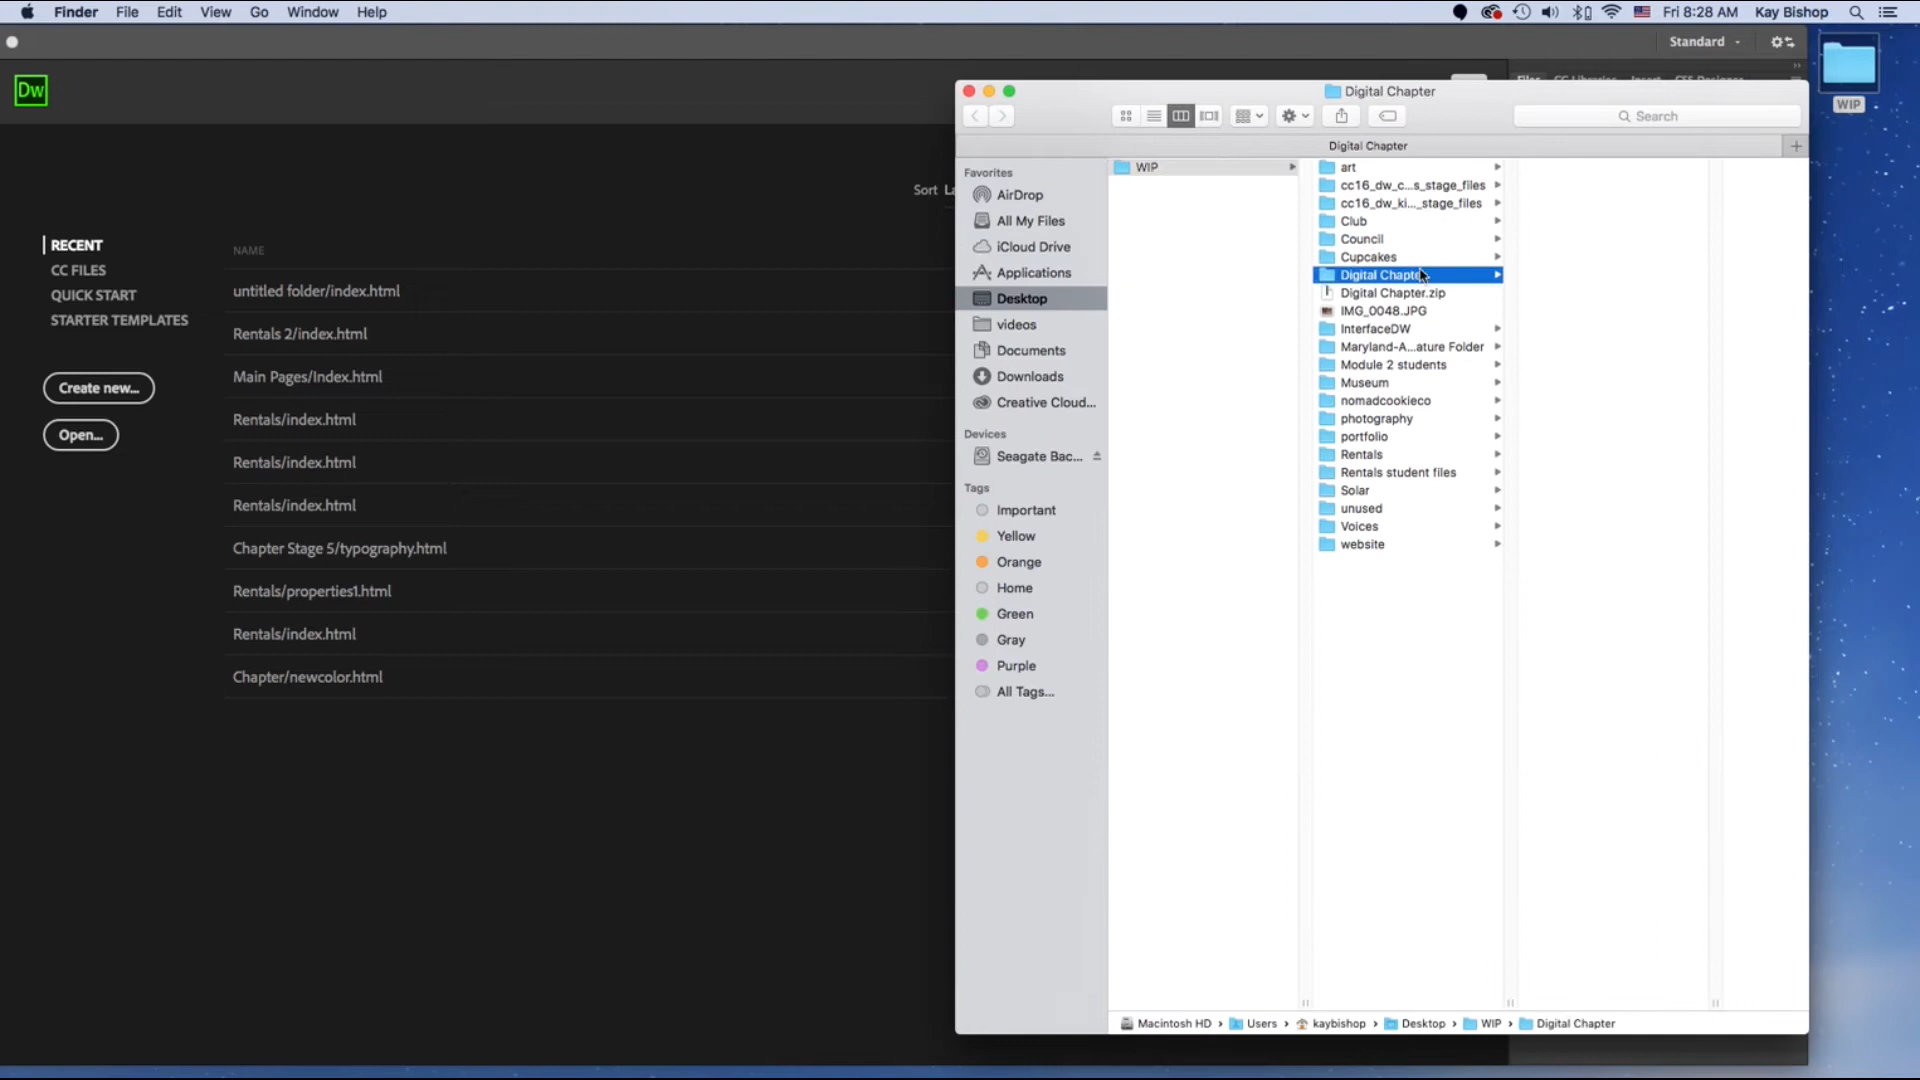 Finder File Edit View Go Window Help
Fri 8:28 AM Kay Bishop
Standard
Dw
WIP
Digital Chapter
Search
Digital Chapter
Sort
RECENT
CC FILES
QUICK START
STARTER TEMPLATES
Create new...
Open...
NAME
untitled folder/index.html
Rentals 2/index.html
Main Pages/Index.html
Rentals/index.html
Rentals/index.html
Rentals/index.html
Chapter Stage 5/typography.html
Rentals/properties1.html
Rentals/index.html
Chapter/newcolor.html
Favorites
AirDrop
All My Files
iCloud Drive
Applications
Desktop
videos
Documents
Downloads
Creative Cloud...
Devices
Seagate Bac...
Tags
Important
Yellow
Orange
Home
Green
Gray
Purple
All Tags...
WIP
art
cc16_dw_c...s_stage_files
cc16_dw_ki..._stage_files
Club
Council
Cupcakes
Digital Chapte
Digital Chapter.zip
IMG_0048.JPG
InterfaceDW
Maryland-A...ature Folder
Module 2 students
Museum
nomadcookieco
photography
portfolio
Rentals
Rentals student files
Solar
unused
Voices
website
Macintosh HD › Users › kaybishop › Desktop › WIP › Digital Chapter